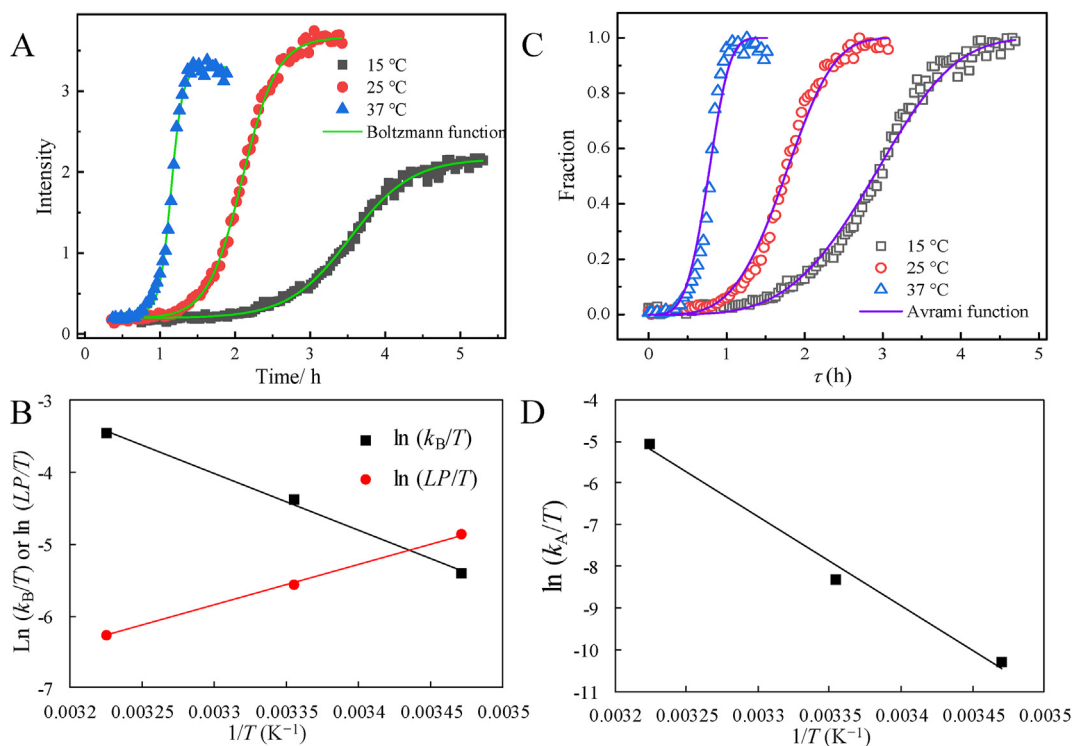 A
3
2
1
0
Intensity
15 °C
25 °C
37 °C
Boltzmann function
0 1 2 3 4 5
Time/ h
C
1.0
0.8
0.6
0.4
0.2
0.0
Fraction
15 °C
25 °C
37 °C
Avrami function
0 1 2 3 4 5
τ (h)
B
-3
-4
-5
-6
-7
Ln (kB/T) or ln (LP/T)
ln (kB/T)
ln (LP/T)
0.0032 0.00325 0.0033 0.00335 0.0034 0.00345 0.0035
1/T (K−1)
D
-4
-5
-6
-7
-8
-9
-10
-11
ln (kA/T)
0.0032 0.00325 0.0033 0.00335 0.0034 0.00345 0.0035
1/T (K−1)